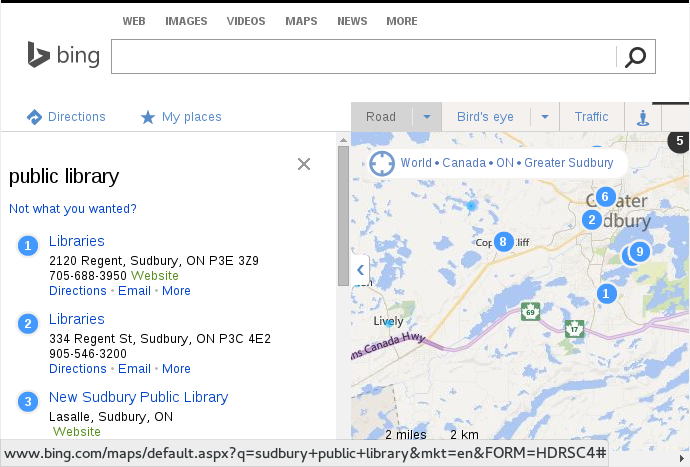 WEB IMAGES VIDEOS MAPS NEWS MORE
bing
Directions My places
Road Bird's eye Traffic
World • Canada • ON • Greater Sudbury
public library
Not what you wanted?
1 Libraries
2120 Regent, Sudbury, ON P3E 3Z9
705-688-3950 Website
Directions • Email • More
2 Libraries
334 Regent St, Sudbury, ON P3C 4E2
905-546-3200
Directions • Email • More
3 New Sudbury Public Library
Lasalle, Sudbury, ON
Website
5
6
Greater
2 Sudbury
8
9
1
69
17
Lively
ns Canada Hwy
2 miles 2 km
www.bing.com/maps/default.aspx?q=sudbury+public+library&mkt=en&FORM=HDRSC4#